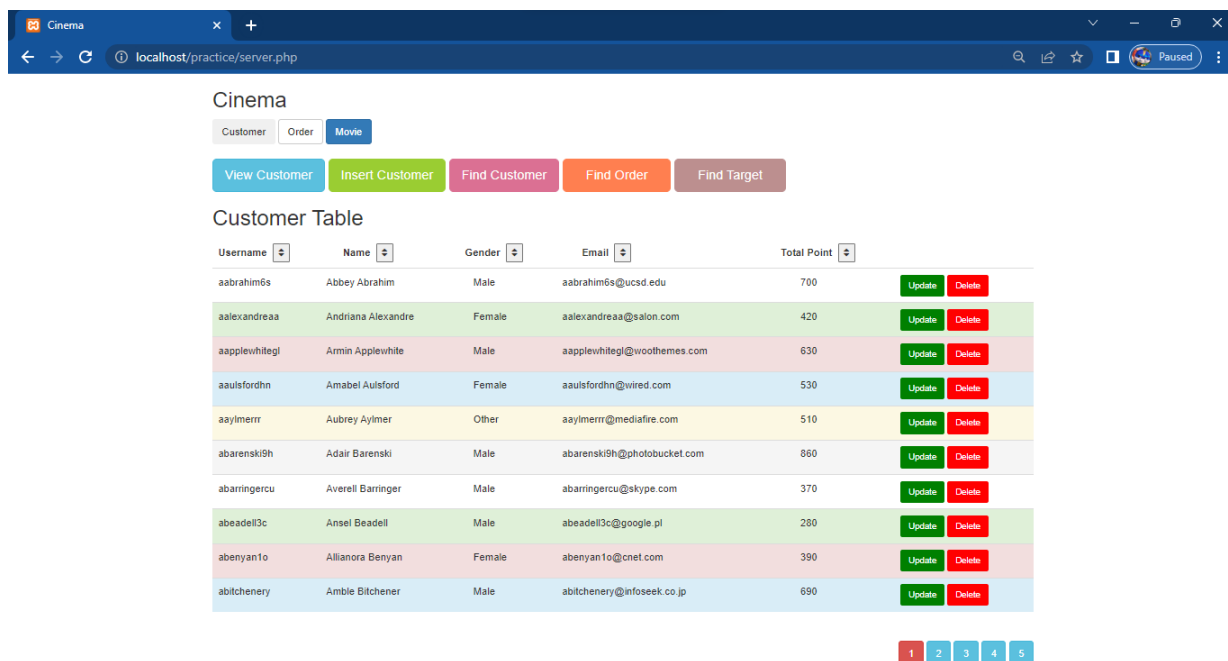 Cinema
localhost/practice/server.php Paused
Cinema
Customer Order Movie
View Customer Insert Customer Find Customer Find Order Find Target
Customer Table
Username Name Gender Email Total Point
aabrahim6s Abbey Abrahim Male aabrahim6s@ucsd.edu 700 Update Delete
aalexandreaa Andriana Alexandre Female aalexandreaa@salon.com 420 Update Delete
aapplewhitegl Armin Applewhite Male aapplewhitegl@woothemes.com 630 Update Delete
aaulsfordhn Amabel Aulsford Female aaulsfordhn@wired.com 530 Update Delete
aaylmerrr Aubrey Aylmer Other aaylmerrr@mediafire.com 510 Update Delete
abarenski9h Adair Barenski Male abarenski9h@photobucket.com 860 Update Delete
abarringercu Averell Barringer Male abarringercu@skype.com 370 Update Delete
abeadell3c Ansel Beadell Male abeadell3c@google.pl 280 Update Delete
abenyan1o Allianora Benyan Female abenyan1o@cnet.com 390 Update Delete
abitchenery Amble Bitchener Male abitchenery@infoseek.co.jp 690 Update Delete
1 2 3 4 5